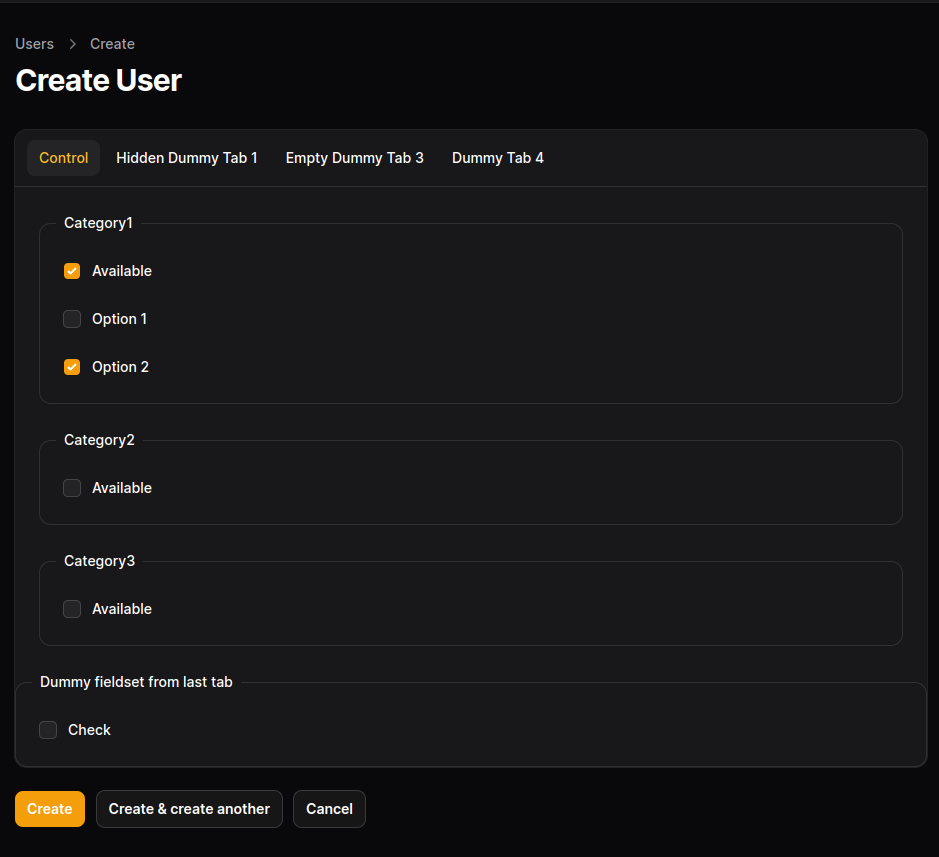 Users > Create
Create User
Control Hidden Dummy Tab 1 Empty Dummy Tab 3 Dummy Tab 4
Category1
Available
Option 1
Option 2
Category2
Available
Category3
Available
Dummy fieldset from last tab
Check
Create Create & create another Cancel